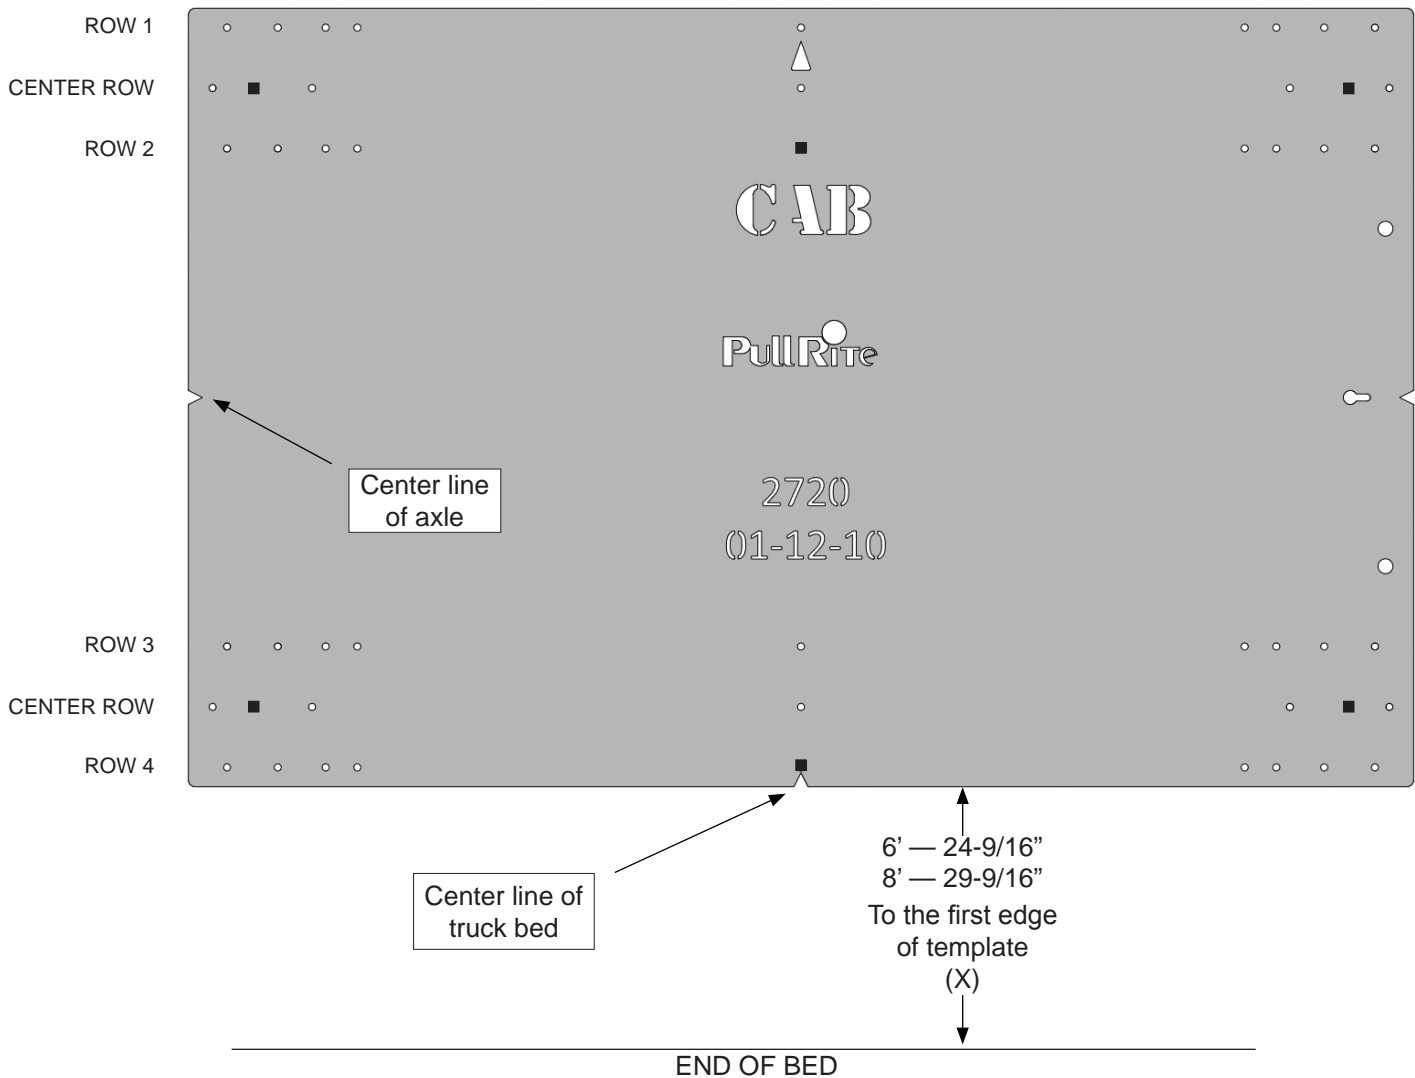 ROW 1
CENTER ROW
ROW 2
CAB
PullRite
Center line
of axle
2720
01-12-10
ROW 3
CENTER ROW
ROW 4
6’ — 24-9/16”
8’ — 29-9/16”
To the first edge
of template
(X)
Center line of
truck bed
END OF BED